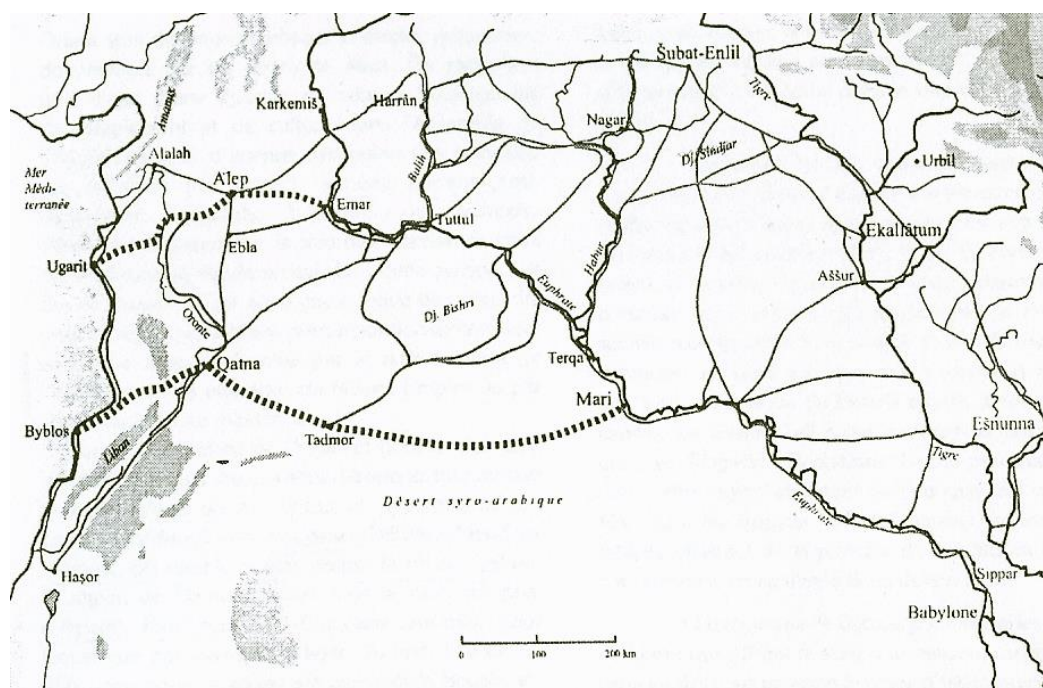 Šubat-Enlil
Tigre
Karkemiš
Harrân
Nagar
Amanus
Alalah
Dj. Sindjar
Urbil
Mer
Médi-
terranée
Balih
Alep
Emar
Tuttul
Ekallâtum
Ebla
Ugarit
Habur
Euphrate
Aššur
Oronte
Dj. Bishri
Terqa
Qatna
Mari
Byblos
Tadmor
Ešnunna
Liban
Tigre
Désert syro-arabique
Haṣor
Sippar
Babylone
0 100 200 km